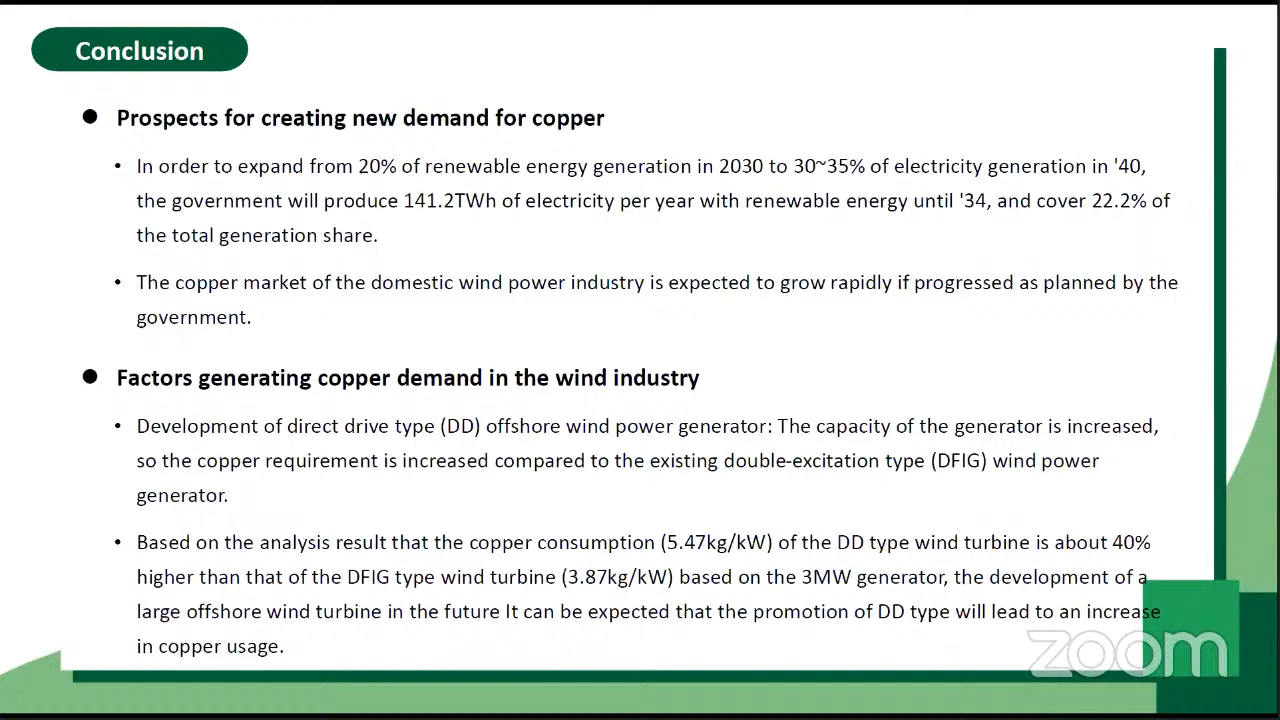 Conclusion
● Prospects for creating new demand for copper
• In order to expand from 20% of renewable energy generation in 2030 to 30~35% of electricity generation in '40,
the government will produce 141.2TWh of electricity per year with renewable energy until '34, and cover 22.2% of
the total generation share.
• The copper market of the domestic wind power industry is expected to grow rapidly if progressed as planned by the
government.
● Factors generating copper demand in the wind industry
• Development of direct drive type (DD) offshore wind power generator: The capacity of the generator is increased,
so the copper requirement is increased compared to the existing double-excitation type (DFIG) wind power
generator.
• Based on the analysis result that the copper consumption (5.47kg/kW) of the DD type wind turbine is about 40%
higher than that of the DFIG type wind turbine (3.87kg/kW) based on the 3MW generator, the development of a
large offshore wind turbine in the future It can be expected that the promotion of DD type will lead to an increase
in copper usage.
zoom